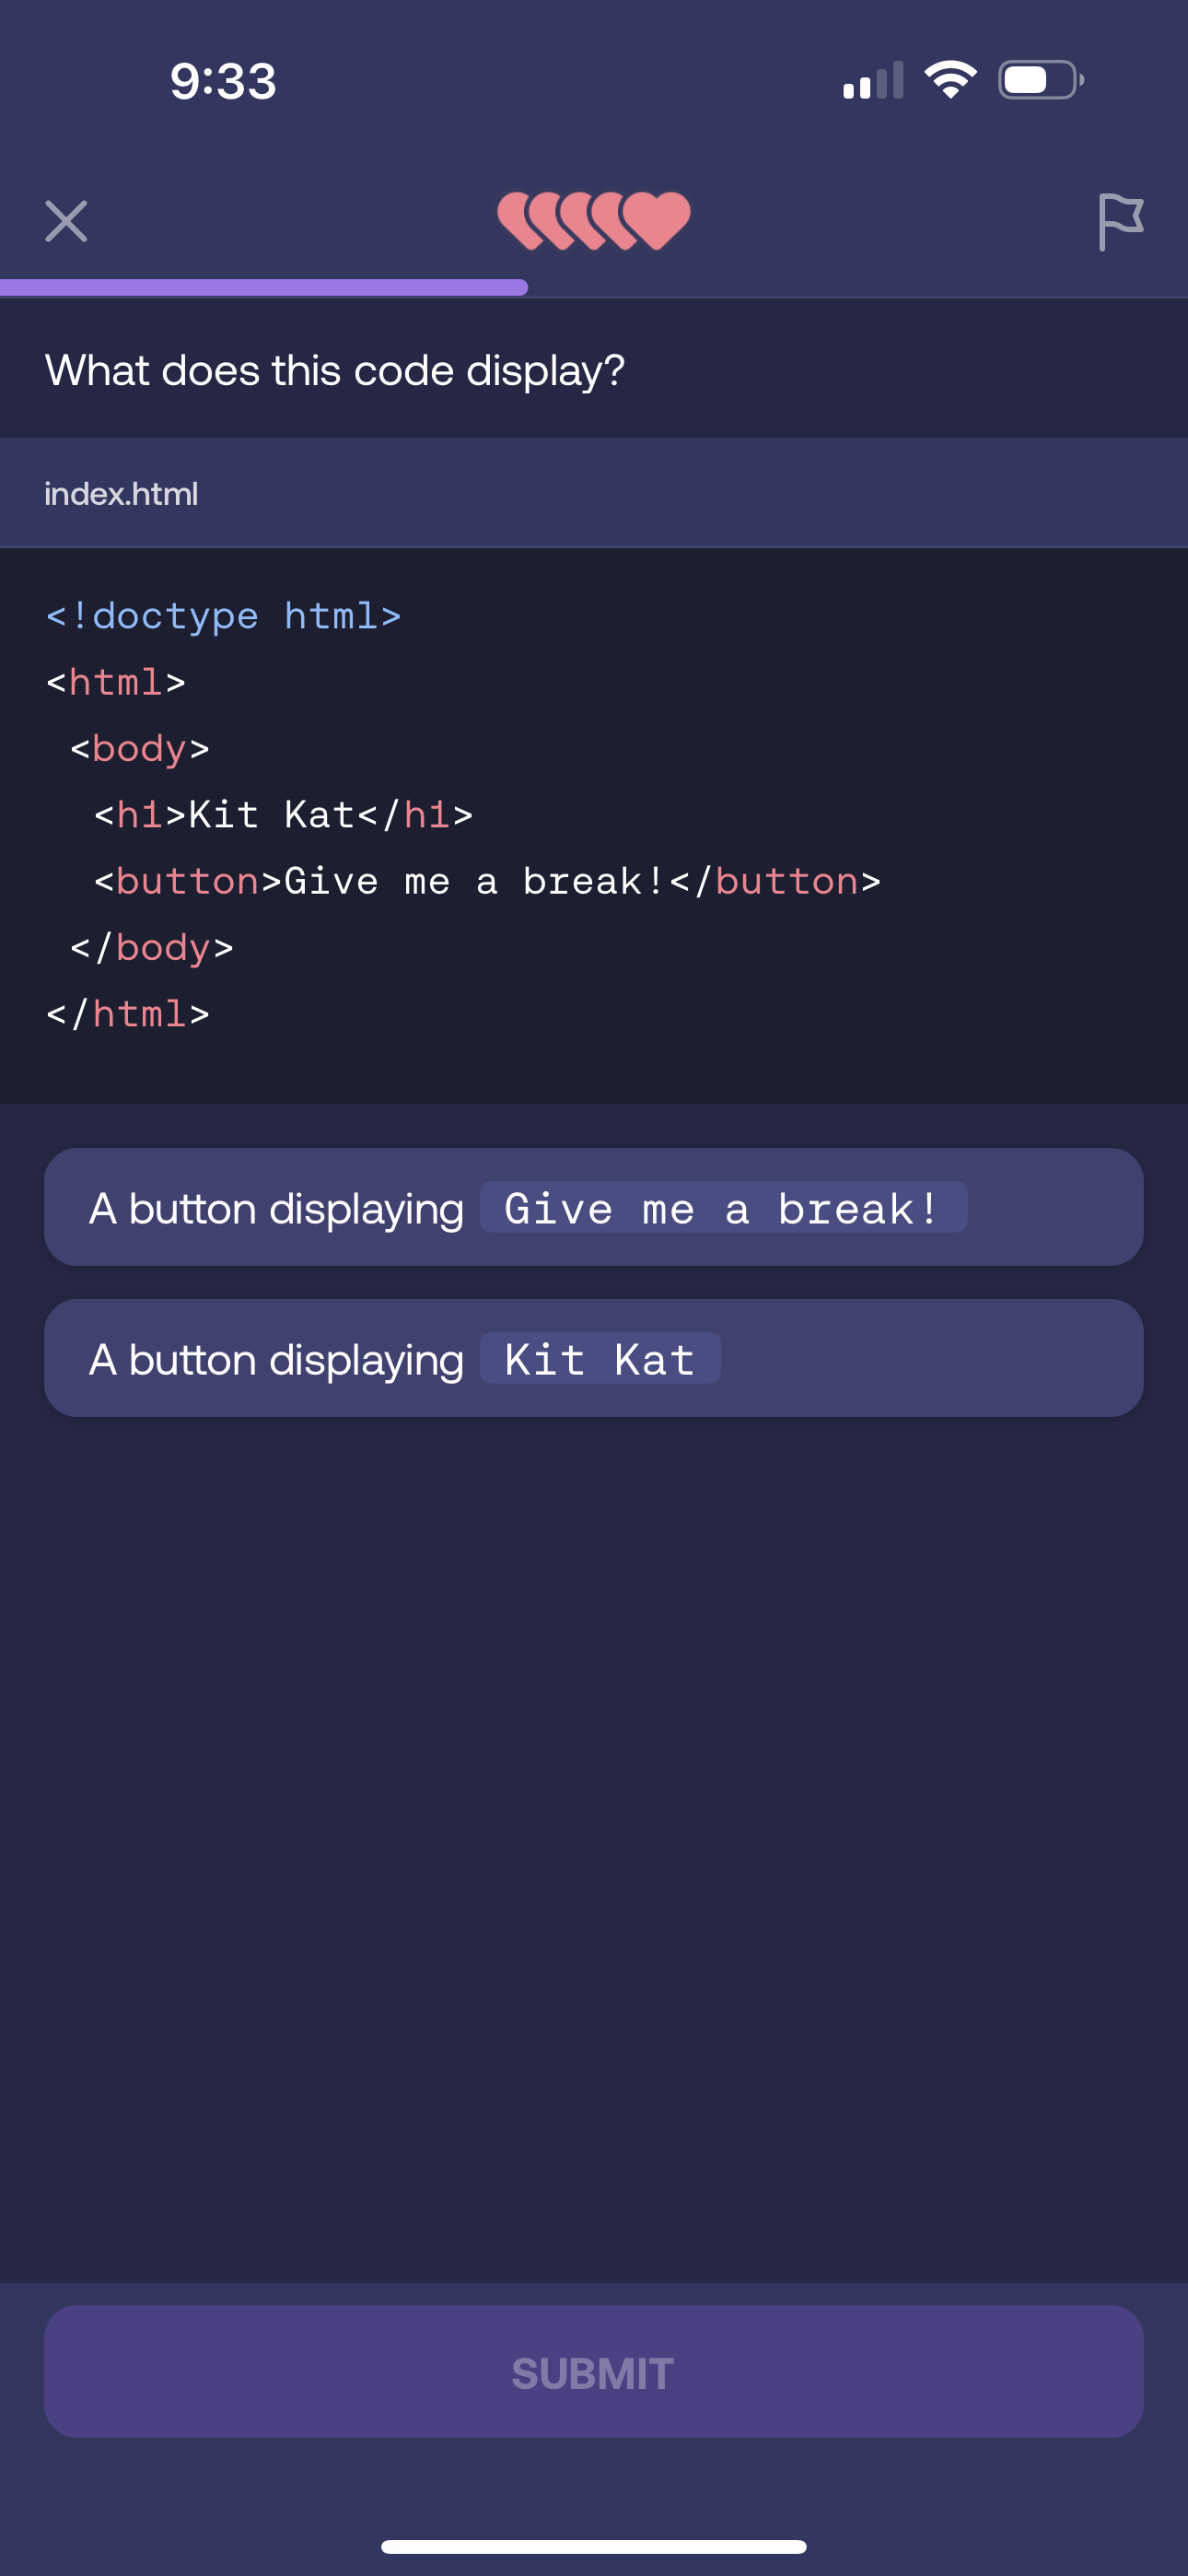 9:33
What does this code display?
index.html
<!doctype html>
<html>
<body>
<h1>Kit Kat</h1>
<button>Give me a break!</button>
</body>
</html>
A button displaying Give me a break!
A button displaying Kit Kat
SUBMIT